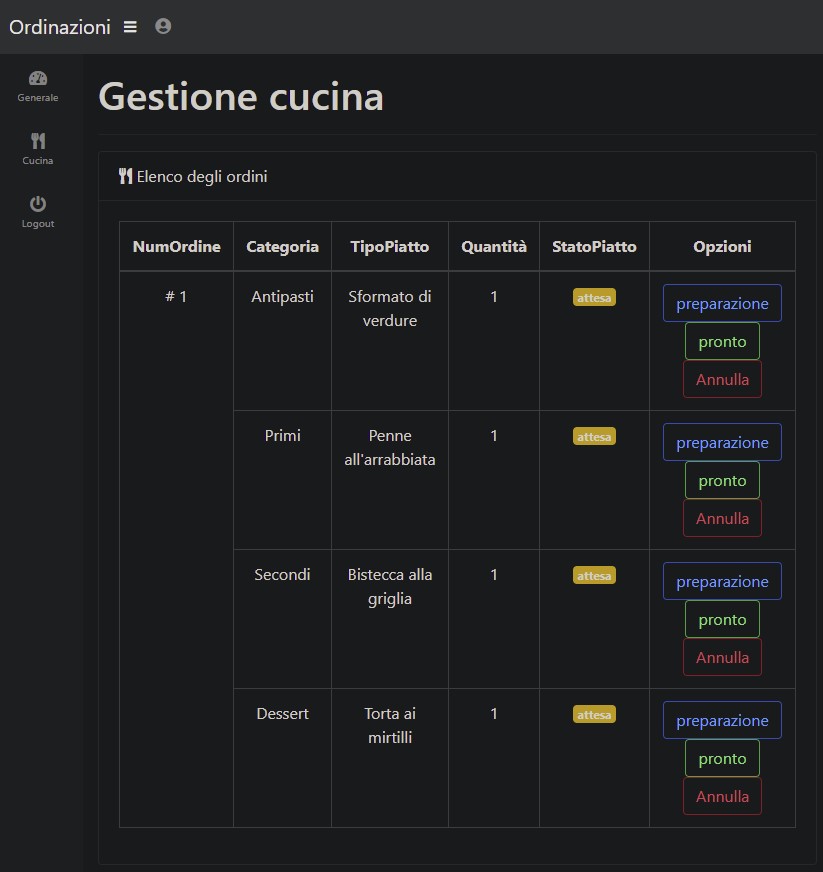 Ordinazioni
Generale
Cucina
Logout
Gestione cucina
Elenco degli ordini
NumOrdine Categoria TipoPiatto Quantità StatoPiatto Opzioni
# 1 Antipasti Sformato di 1 attesa preparazione
verdure
pronto
Annulla
Primi Penne 1 attesa preparazione
all'arrabbiata
pronto
Annulla
Secondi Bistecca alla 1 attesa preparazione
griglia
pronto
Annulla
Dessert Torta ai 1 attesa preparazione
mirtilli
pronto
Annulla